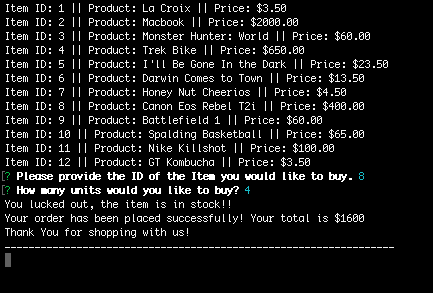 Item ID: 1 || Product: La Croix || Price: $3.50
Item ID: 2 || Product: Macbook || Price: $2000.00
Item ID: 3 || Product: Monster Hunter: World || Price: $60.00
Item ID: 4 || Product: Trek Bike || Price: $650.00
Item ID: 5 || Product: I'll Be Gone In the Dark || Price: $23.50
Item ID: 6 || Product: Darwin Comes to Town || Price: $13.50
Item ID: 7 || Product: Honey Nut Cheerios || Price: $4.50
Item ID: 8 || Product: Canon Eos Rebel T2i || Price: $400.00
Item ID: 9 || Product: Battlefield 1 || Price: $60.00
Item ID: 10 || Product: Spalding Basketball || Price: $65.00
Item ID: 11 || Product: Nike Killshot || Price: $100.00
Item ID: 12 || Product: GT Kombucha || Price: $3.50
? Please provide the ID of the Item you would like to buy. 8
? How many units would you like to buy? 4
You lucked out, the item is in stock!!
Your order has been placed successfully! Your total is $1600
Thank You for shopping with us!
-----------------------------------------------------------------